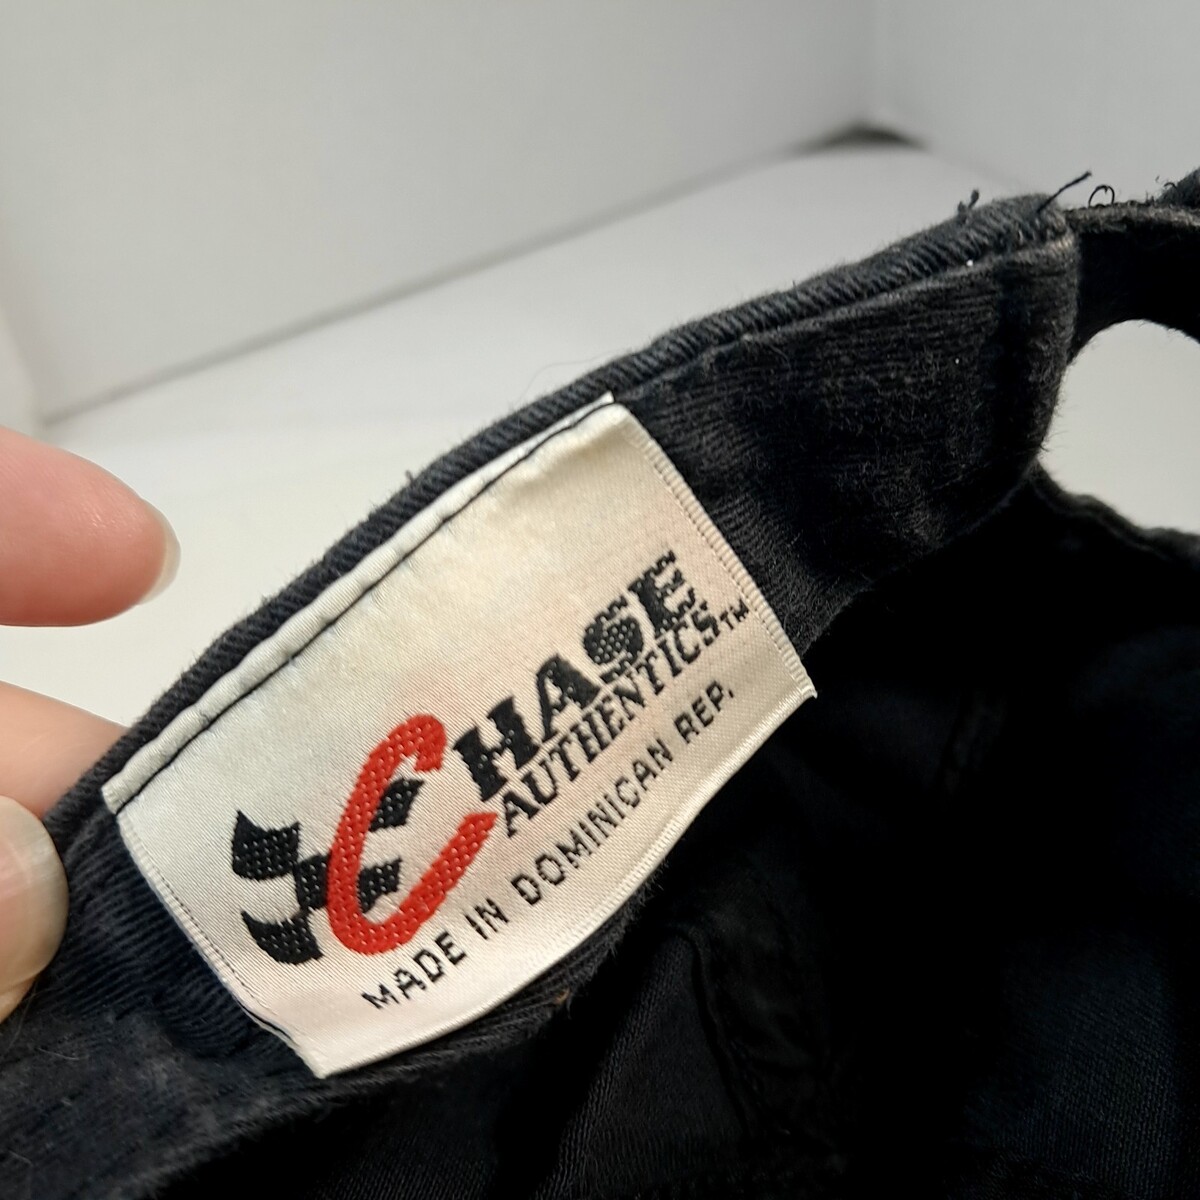 CHASE
AUTHENTICS™
MADE IN DOMINICAN REP.